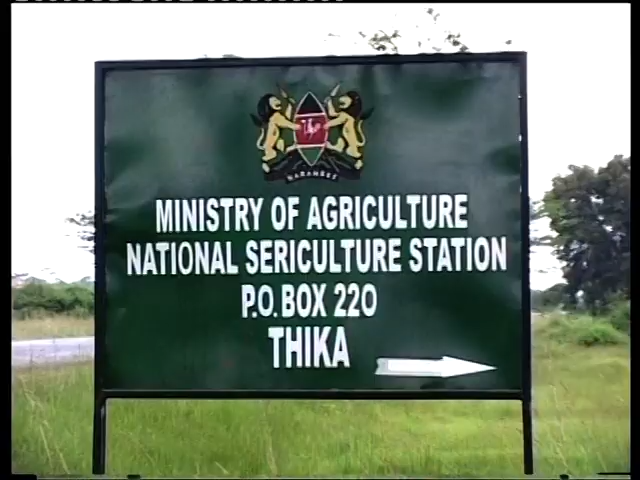 HARAMBEE
MINISTRY OF AGRICULTURE
NATIONAL SERICULTURE STATION
P.O. BOX 220
THIKA